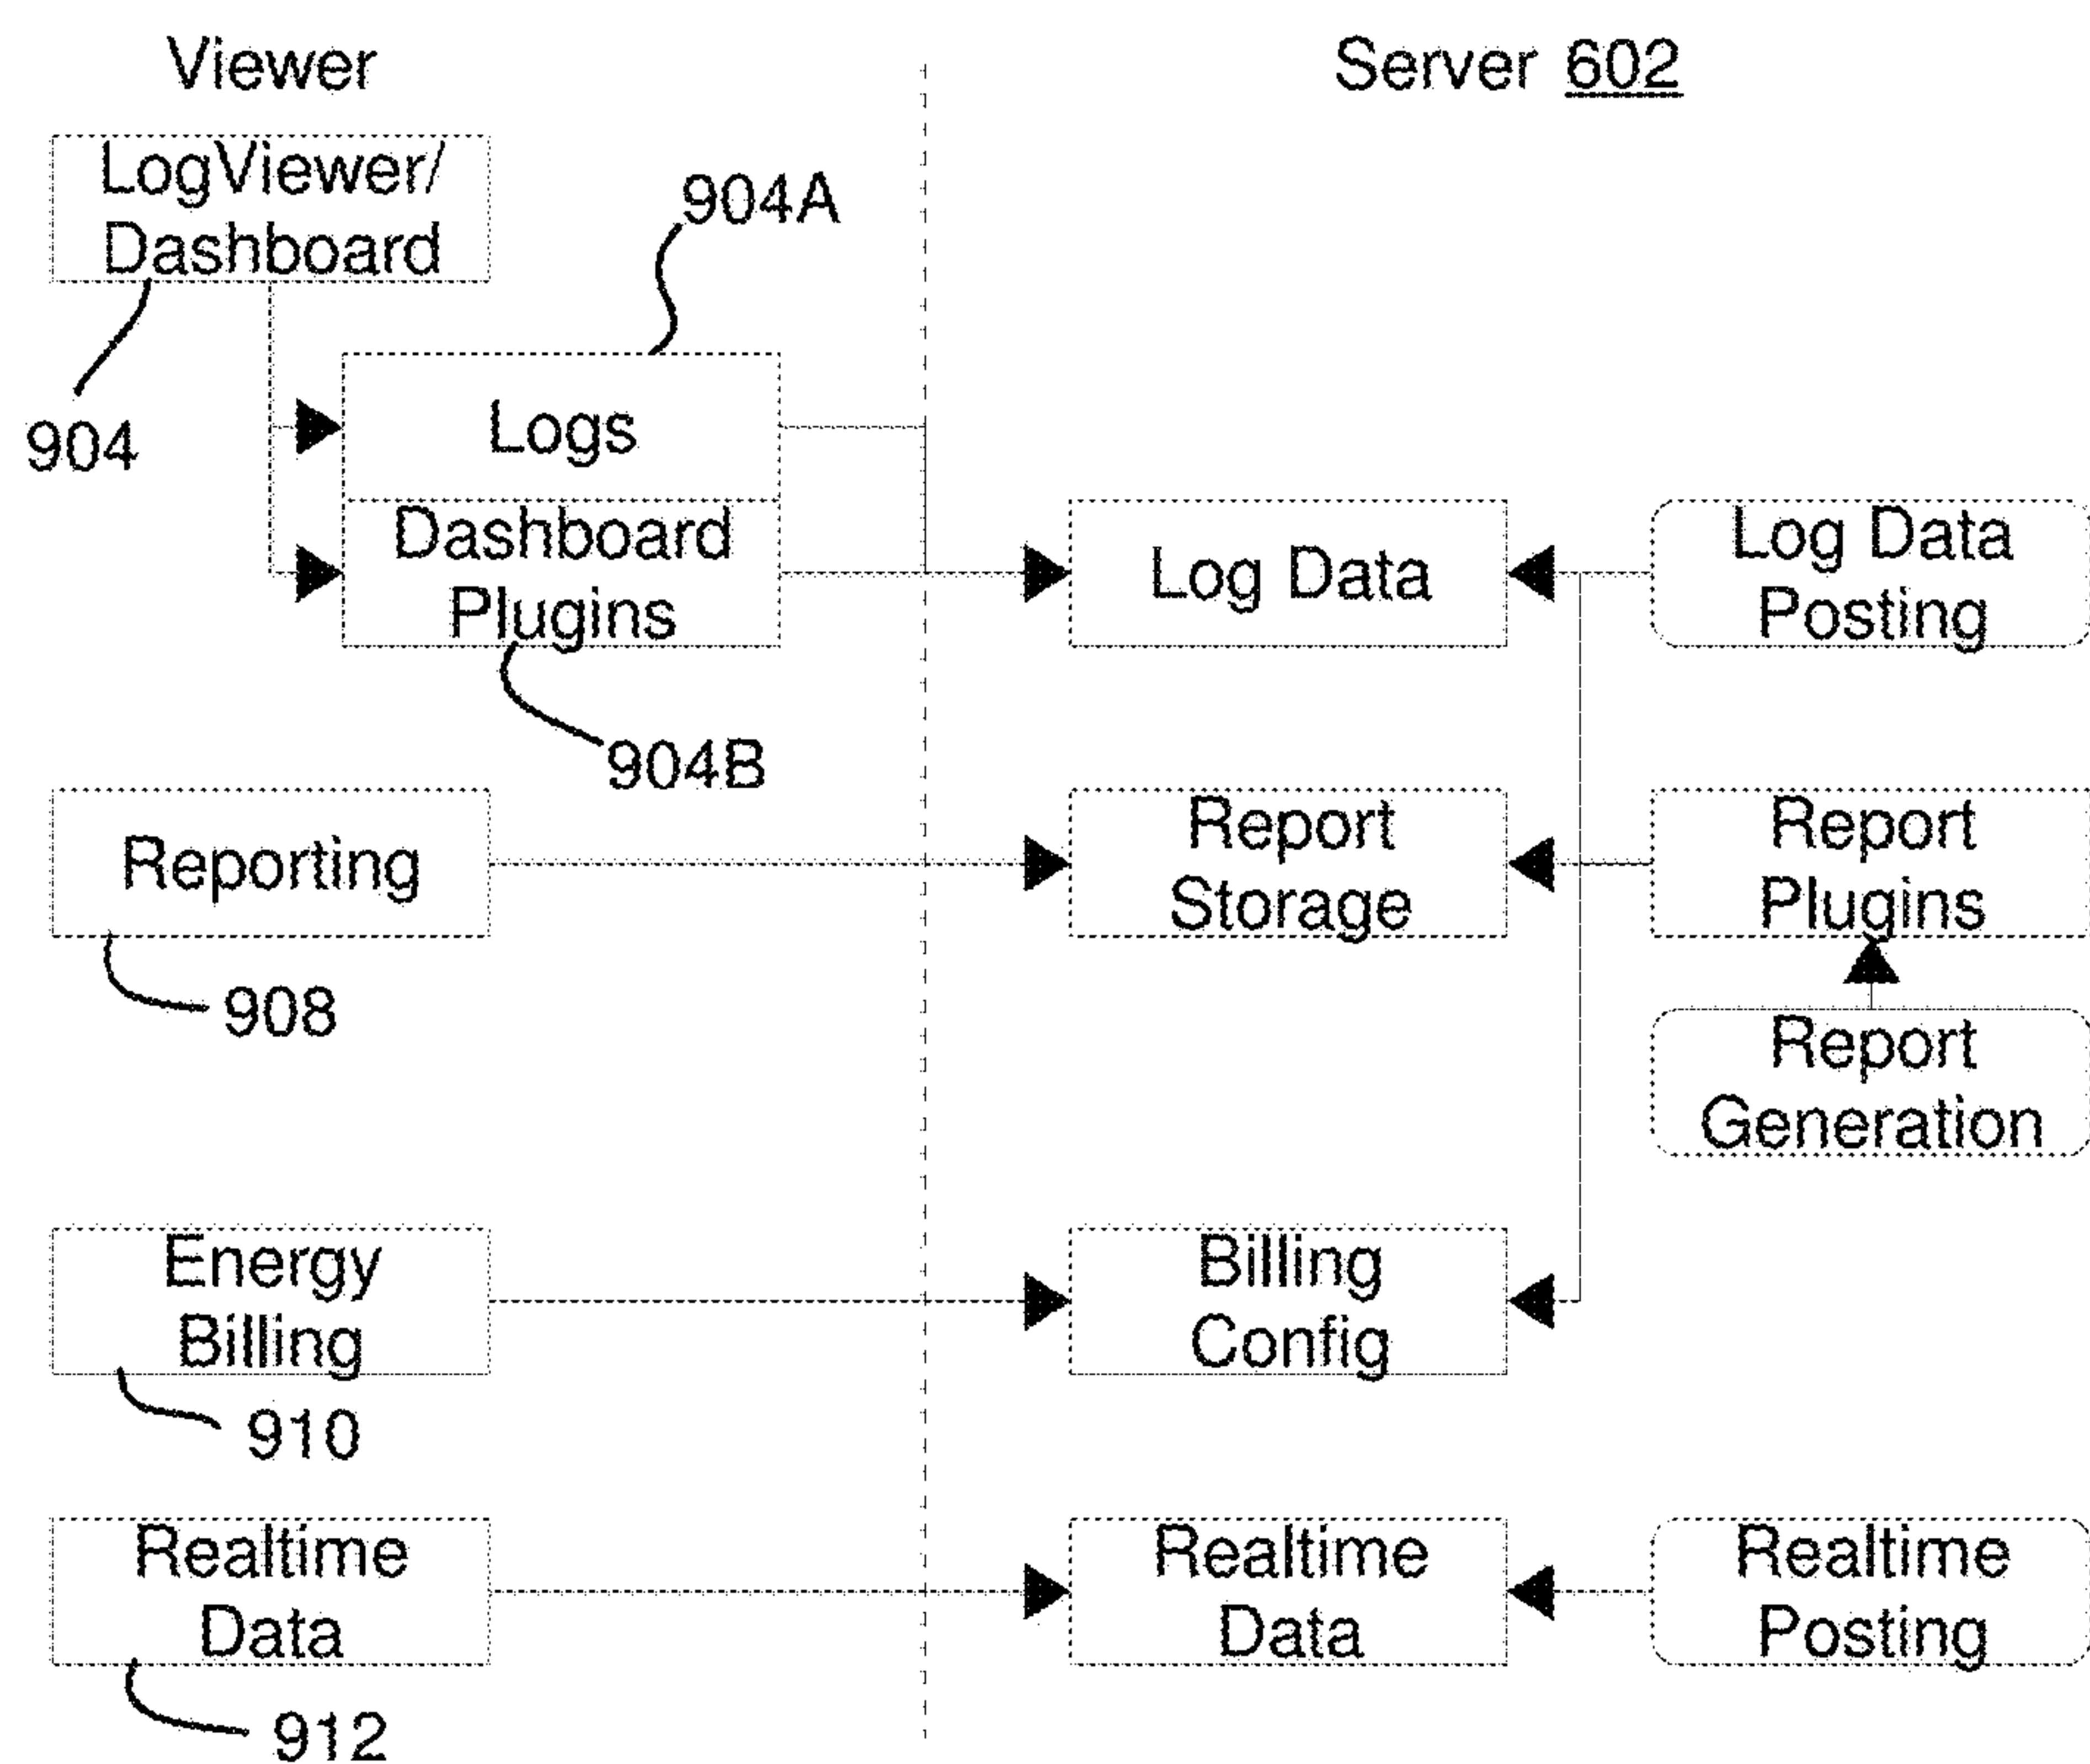 Viewer
Server 602
LogViewer/
Dashboard
904A
904
Logs
Dashboard
Plugins
904B
Log Data
Log Data
Posting
Reporting
908
Report
Storage
Report
Plugins
Report
Generation
Energy
Billing
910
Billing
Config
Realtime
Data
912
Realtime
Data
Realtime
Posting